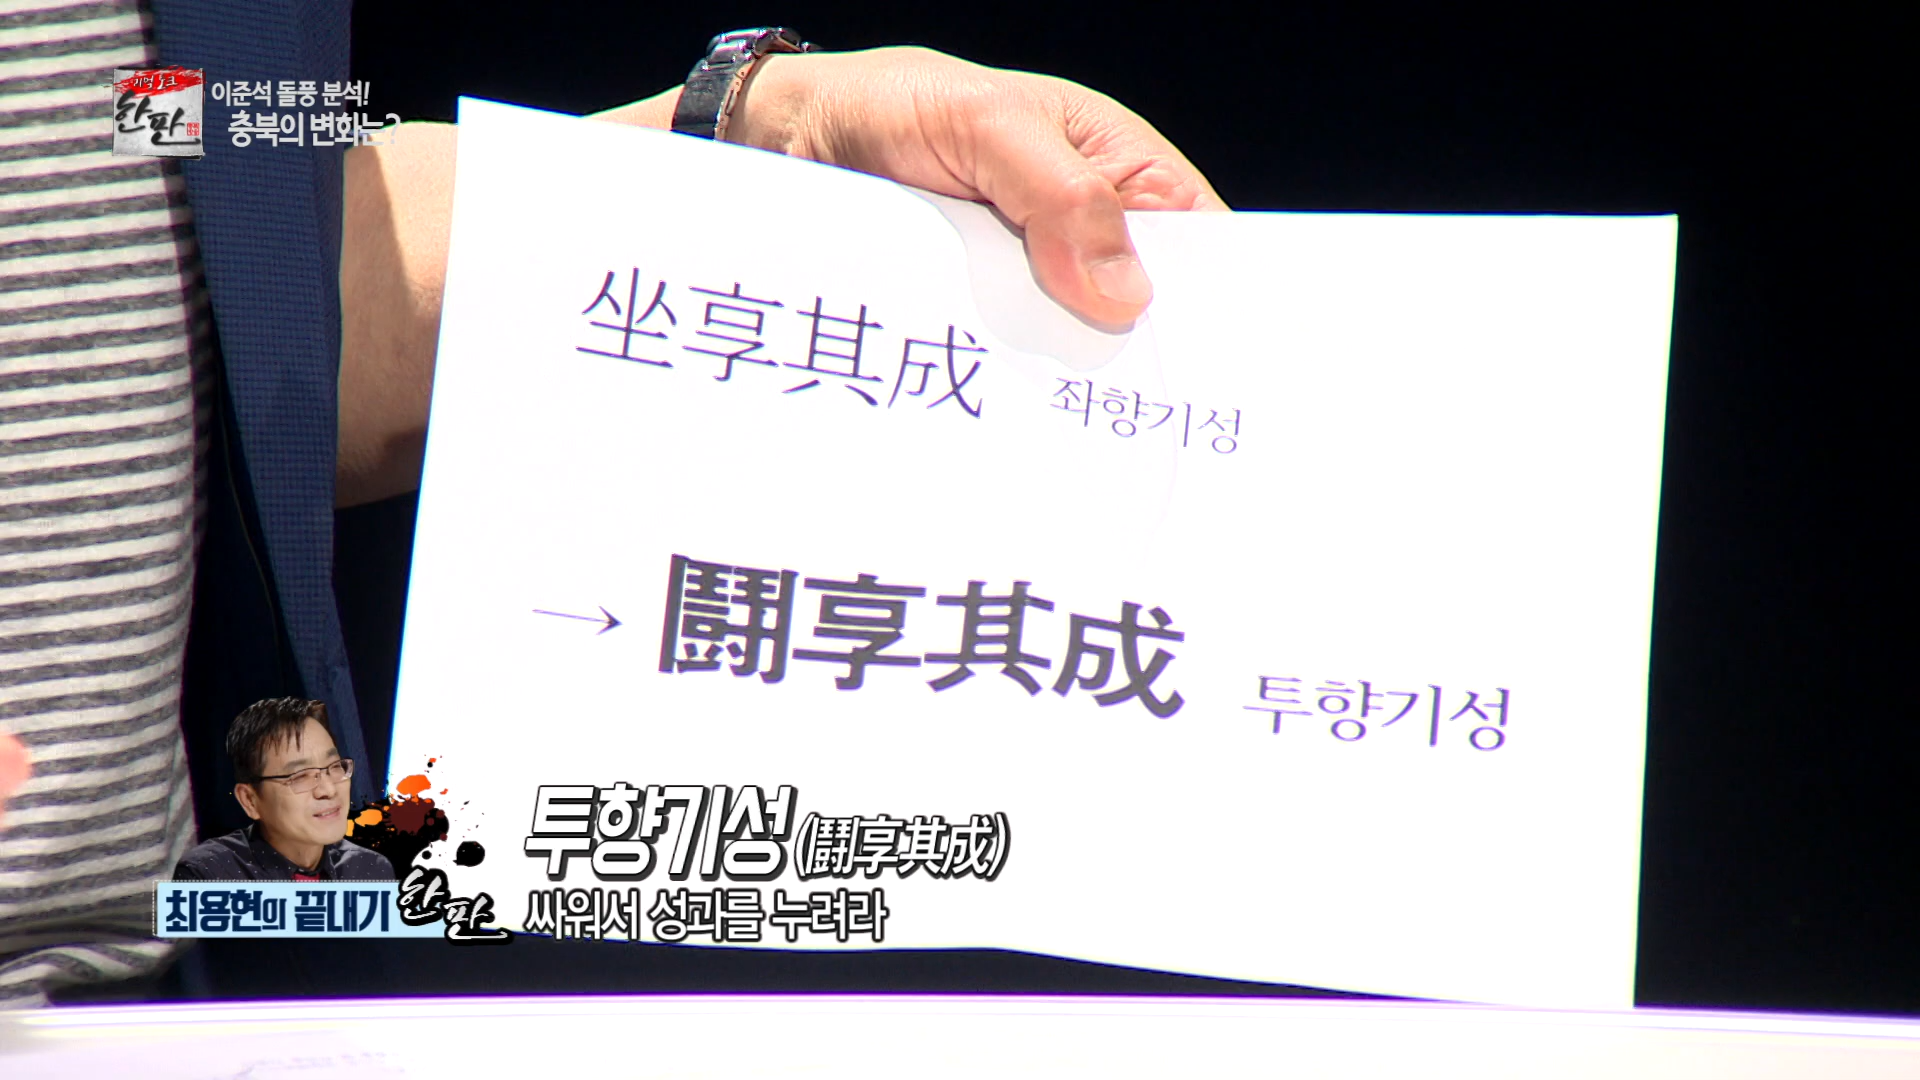 한판
이준석 돌풍 분석!
충북의 변화는?
坐享其成 좌향기성
→ 鬪享其成 투향기성
투향기성(鬪享其成)
싸워서 성과를 누려라
최용현의 끝내기 한판